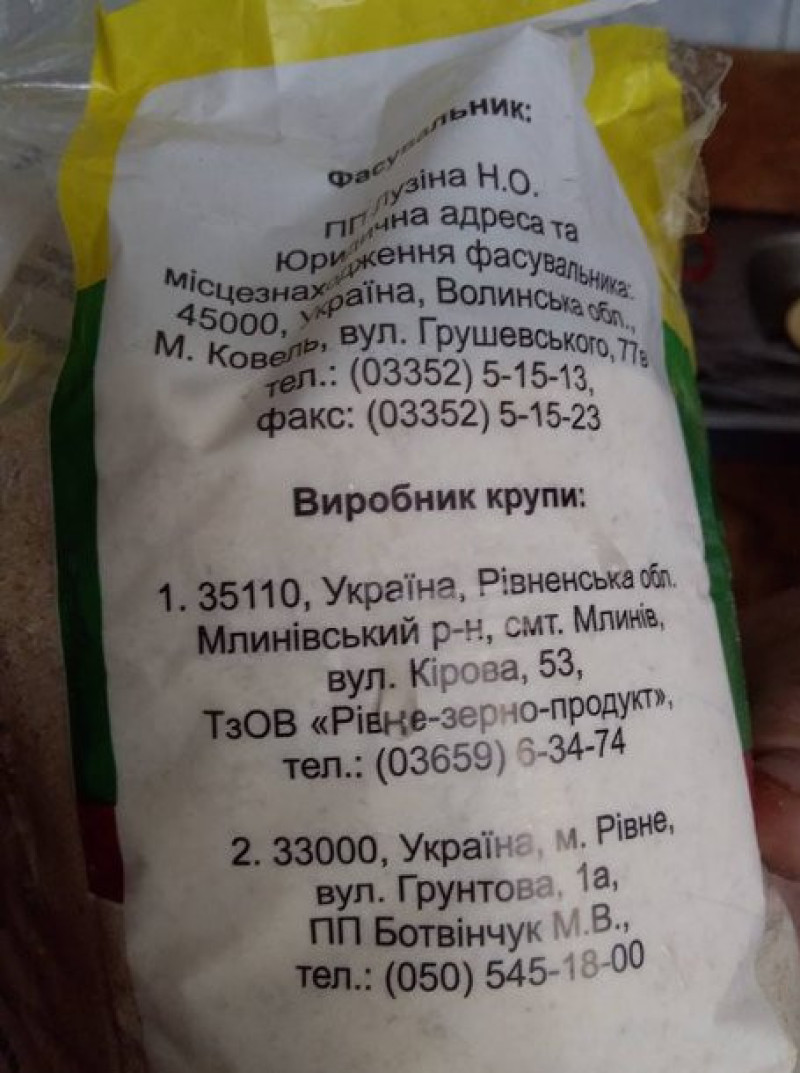 Фасувальник:
ПП Лузіна Н.О.
Юридична адреса та
місцезнаходження фасувальника:
45000, Україна, Волинська обл.,
М. Ковель, вул. Грушевського, 77в
тел.: (03352) 5-15-13,
факс: (03352) 5-15-23
Виробник крупи:
1. 35110, Україна, Рівненська обл.
Млинівський р-н, смт. Млинів,
вул. Кірова, 53,
ТзОВ «Рівне-зерно-продукт»,
тел.: (03659) 6-34-74
2. 33000, Україна, м. Рівне,
вул. Грунтова, 1а,
ПП Ботвінчук М.В.,
тел.: (050) 545-18-00